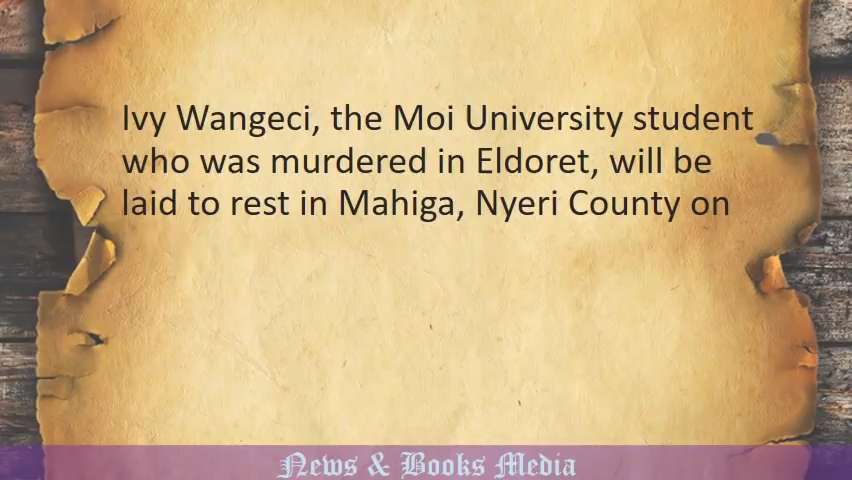 Ivy Wangeci, the Moi University student
who was murdered in Eldoret, will be
laid to rest in Mahiga, Nyeri County on
News & Books Media